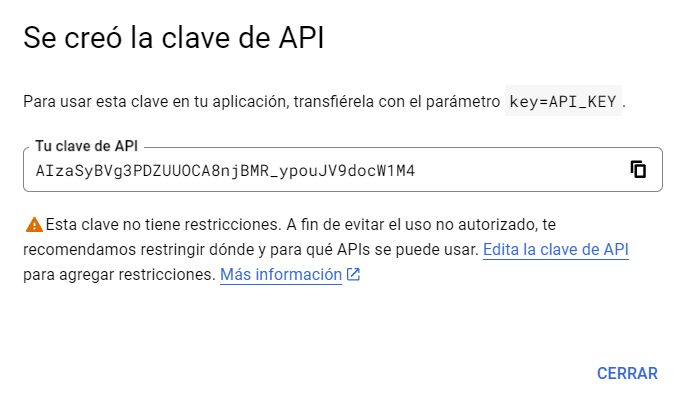 Se creó la clave de API
Para usar esta clave en tu aplicación, transfiérela con el parámetro key=API_KEY.
Tu clave de API
AIzaSyBVg3PDZUUOCA8njBMR_ypouJV9docW1M4
Esta clave no tiene restricciones. A fin de evitar el uso no autorizado, te
recomendamos restringir dónde y para qué APIs se puede usar. Edita la clave de API
para agregar restricciones. Más información
CERRAR